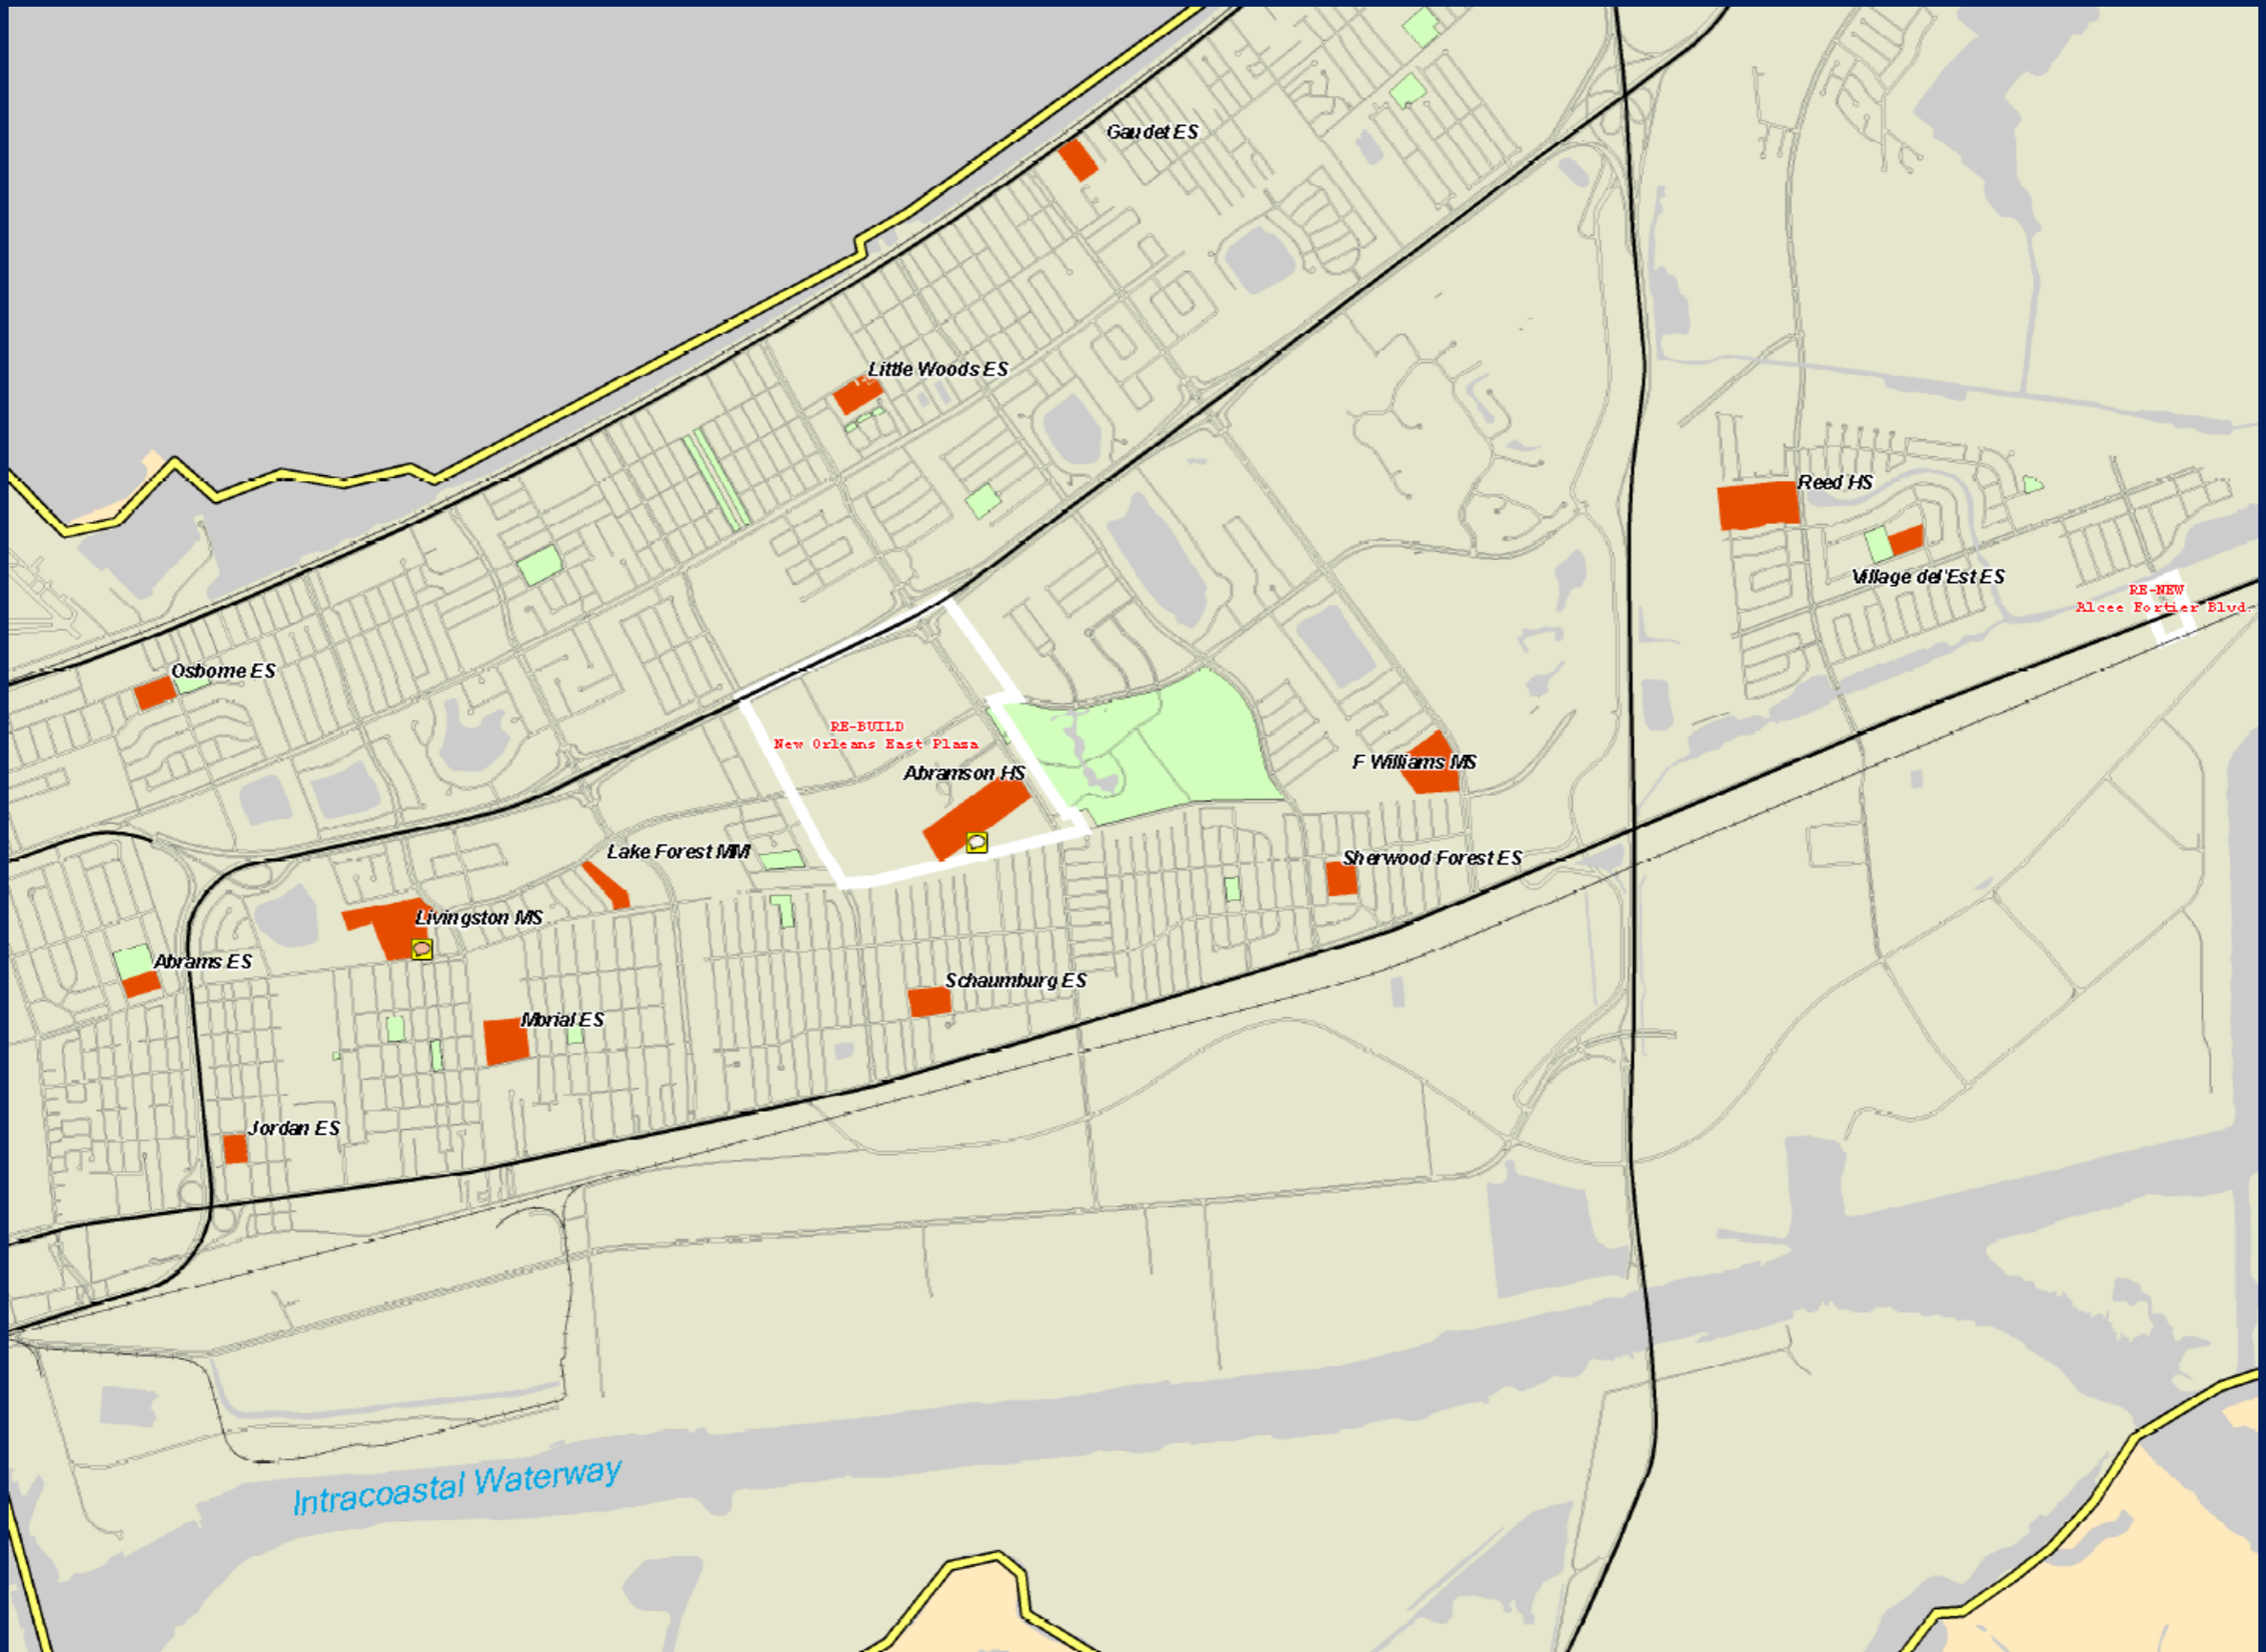 Gaudet ES
Little Woods ES
Reed HS
Village del'Est ES
RE-NEW
Alcee Fortier Blvd.
Osborne ES
RE-BUILD
New Orleans East Plaza
Abramson HS
F Williams MS
Lake Forest MM
Sherwood Forest ES
Livingston MS
Abrams ES
Schaumburg ES
Morial ES
Jordan ES
Intracoastal Waterway